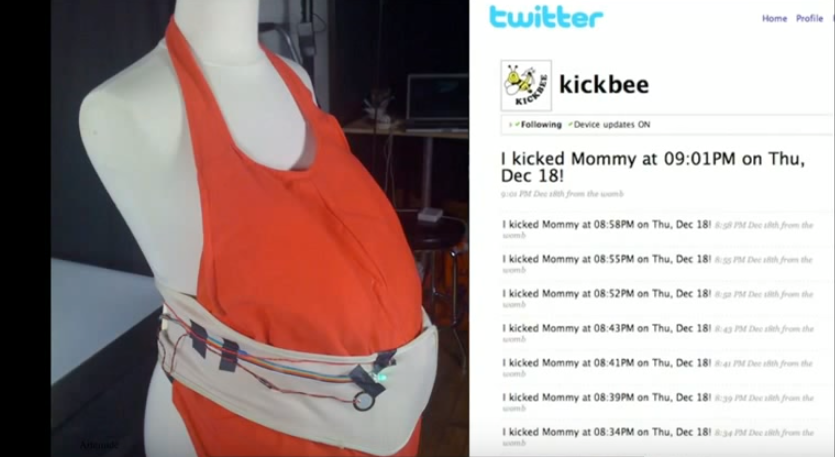 twitter
Home Profile
KICKBEE
kickbee
Following Device updates ON
I kicked Mommy at 09:01PM on Thu,
Dec 18!
9:01 PM Dec 18th from the womb
I kicked Mommy at 08:58PM on Thu, Dec 18! 8:58 PM Dec 18th from the
womb
I kicked Mommy at 08:55PM on Thu, Dec 18! 8:55 PM Dec 18th from the
womb
I kicked Mommy at 08:52PM on Thu, Dec 18! 8:52 PM Dec 18th from the
womb
I kicked Mommy at 08:43PM on Thu, Dec 18! 8:43 PM Dec 18th from the
womb
I kicked Mommy at 08:41PM on Thu, Dec 18! 8:41 PM Dec 18th from the
womb
I kicked Mommy at 08:39PM on Thu, Dec 18! 8:39 PM Dec 18th from the
womb
I kicked Mommy at 08:34PM on Thu, Dec 18! 8:34 PM Dec 18th from the
womb